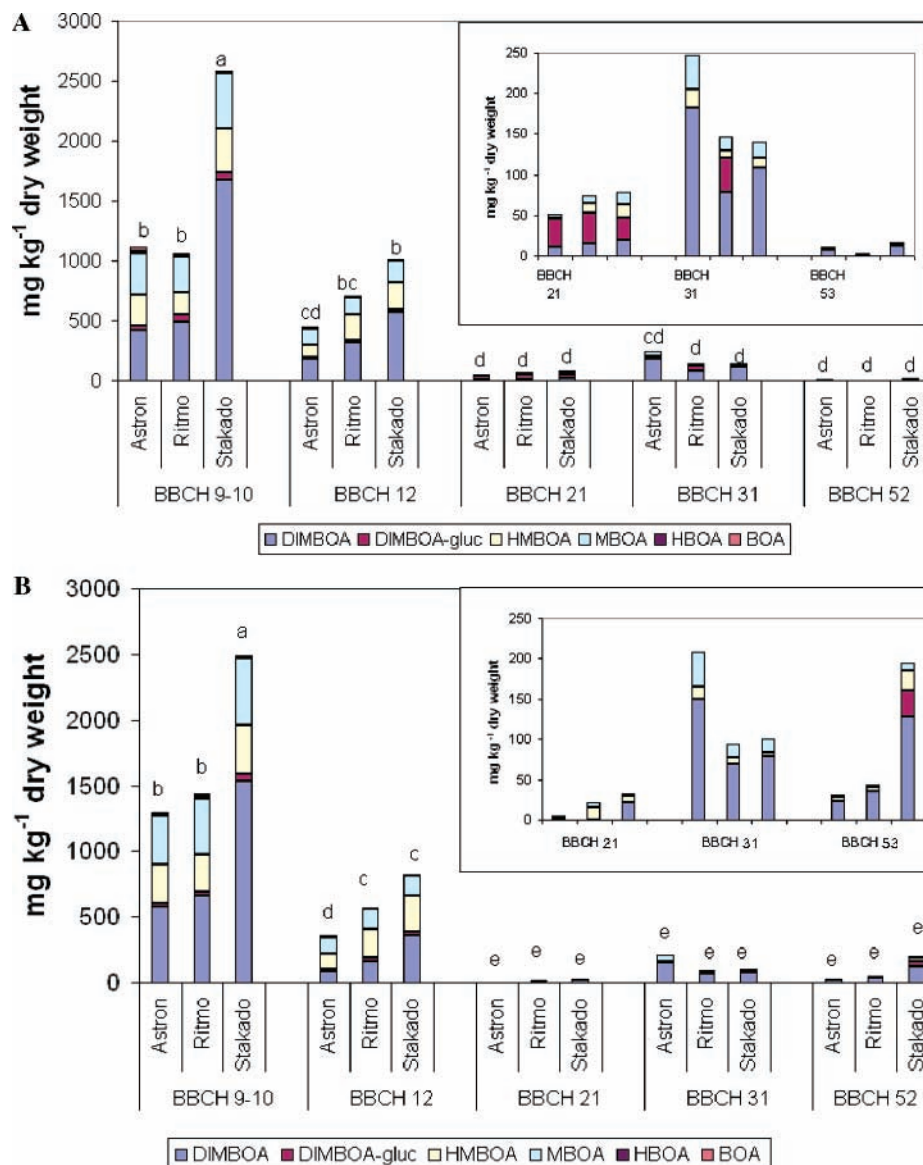 A
mg kg-1 dry weight
3000
2500
2000
1500
1000
500
0
b b a
cd bc b
d d d
cd d d
d d d
mg kg-1 dry weight
250
200
150
100
50
0
BBCH 21
BBCH 31
BBCH 53
Astron Ritmo Stakado Astron Ritmo Stakado Astron Ritmo Stakado Astron Ritmo Stakado Astron Ritmo Stakado
BBCH 9-10 BBCH 12 BBCH 21 BBCH 31 BBCH 52
DIMBOA DIMBOA-gluc HMBOA MBOA HBOA BOA
B
mg kg-1 dry weight
3000
2500
2000
1500
1000
500
0
b b a
d c c
e e e
e e e
e e e
mg kg-1 dry weight
250
200
150
100
50
0
BBCH 21 BBCH 31 BBCH 53
Astron Ritmo Stakado Astron Ritmo Stakado Astron Ritmo Stakado Astron Ritmo Stakado Astron Ritmo Stakado
BBCH 9-10 BBCH 12 BBCH 21 BBCH 31 BBCH 52
DIMBOA DIMBOA-gluc HMBOA MBOA HBOA BOA